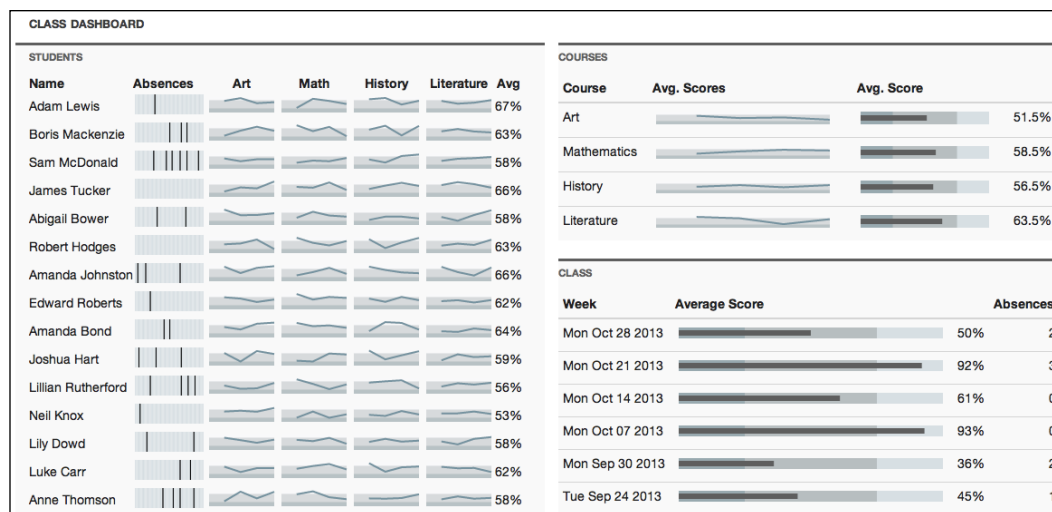 CLASS DASHBOARD
STUDENTS
Name Absences Art Math History Literature Avg
Adam Lewis 67%
Boris Mackenzie 63%
Sam McDonald 58%
James Tucker 66%
Abigail Bower 58%
Robert Hodges 63%
Amanda Johnston 66%
Edward Roberts 62%
Amanda Bond 64%
Joshua Hart 59%
Lillian Rutherford 56%
Neil Knox 53%
Lily Dowd 58%
Luke Carr 62%
Anne Thomson 58%
COURSES
Course Avg. Scores Avg. Score
Art 51.5%
Mathematics 58.5%
History 56.5%
Literature 63.5%
CLASS
Week Average Score Absences
Mon Oct 28 2013 50%
Mon Oct 21 2013 92%
Mon Oct 14 2013 61%
Mon Oct 07 2013 93%
Mon Sep 30 2013 36%
Tue Sep 24 2013 45%